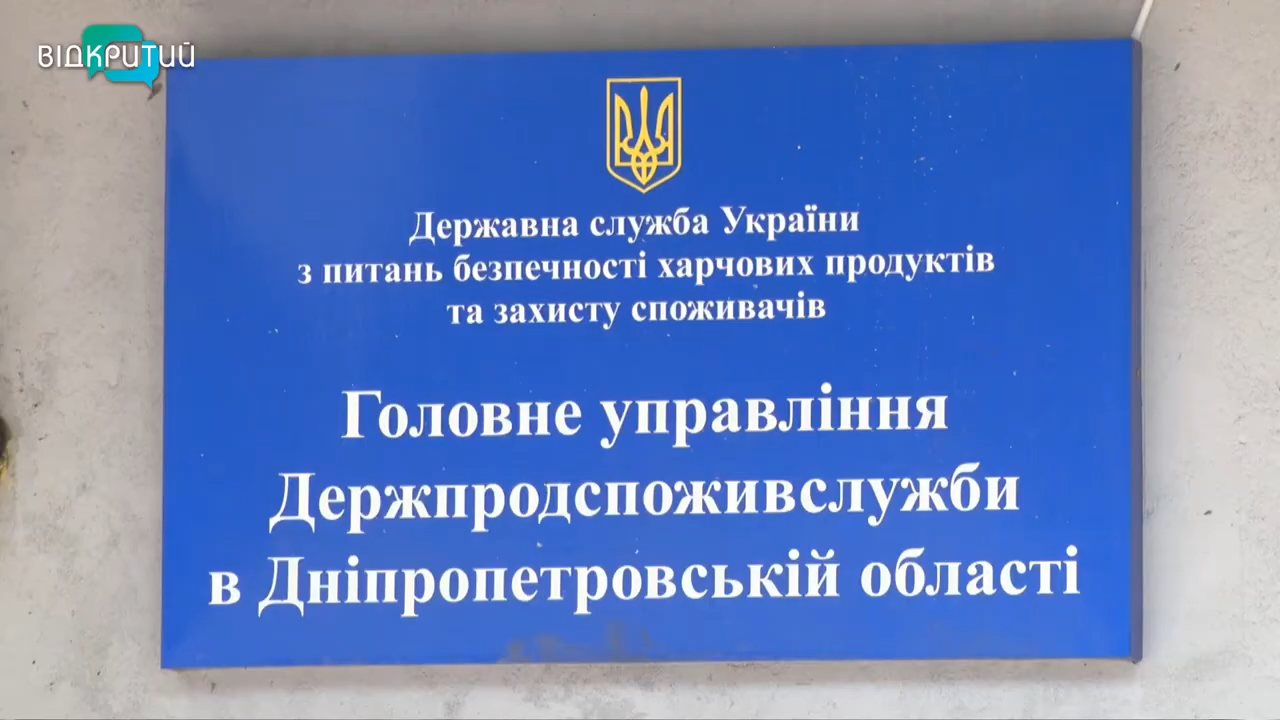 ВІДКРИТИЙ
Державна служба України
з питань безпечності харчових продуктів
та захисту споживачів
Головне управління
Держпродспоживслужби
в Дніпропетровській області